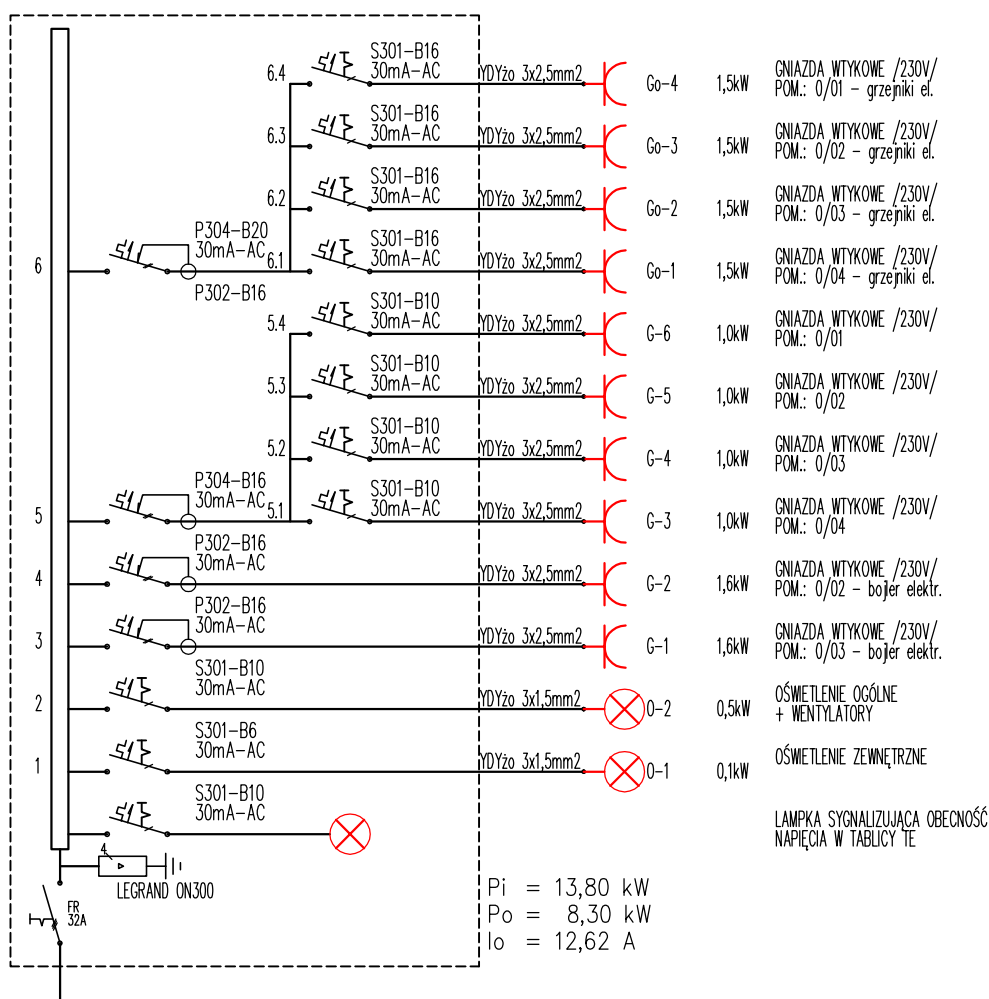 S301-B16
30mA-AC
6.4
YDYżo 3x2,5mm2
Go-4
1,5kW
GNIAZDA WTYKOWE /230V/
POM.: 0/01 - grzejniki el.
S301-B16
30mA-AC
6.3
YDYżo 3x2,5mm2
Go-3
1,5kW
GNIAZDA WTYKOWE /230V/
POM.: 0/02 - grzejniki el.
S301-B16
30mA-AC
6.2
YDYżo 3x2,5mm2
Go-2
1,5kW
GNIAZDA WTYKOWE /230V/
POM.: 0/03 - grzejniki el.
6
P304-B20
30mA-AC
P302-B16
S301-B16
30mA-AC
6.1
YDYżo 3x2,5mm2
Go-1
1,5kW
GNIAZDA WTYKOWE /230V/
POM.: 0/04 - grzejniki el.
S301-B10
30mA-AC
5.4
YDYżo 3x2,5mm2
G-6
1,0kW
GNIAZDA WTYKOWE /230V/
POM.: 0/01
S301-B10
30mA-AC
5.3
YDYżo 3x2,5mm2
G-5
1,0kW
GNIAZDA WTYKOWE /230V/
POM.: 0/02
S301-B10
30mA-AC
5.2
YDYżo 3x2,5mm2
G-4
1,0kW
GNIAZDA WTYKOWE /230V/
POM.: 0/03
5
P304-B16
30mA-AC
S301-B10
30mA-AC
5.1
YDYżo 3x2,5mm2
G-3
1,0kW
GNIAZDA WTYKOWE /230V/
POM.: 0/04
4
P302-B16
30mA-AC
YDYżo 3x2,5mm2
G-2
1,6kW
GNIAZDA WTYKOWE /230V/
POM.: 0/02 - bojler elektr.
3
P302-B16
30mA-AC
YDYżo 3x2,5mm2
G-1
1,6kW
GNIAZDA WTYKOWE /230V/
POM.: 0/03 - bojler elektr.
2
S301-B10
30mA-AC
YDYżo 3x1,5mm2
O-2
0,5kW
OŚWIETLENIE OGÓLNE
+ WENTYLATORY
1
S301-B6
30mA-AC
YDYżo 3x1,5mm2
O-1
0,1kW
OŚWIETLENIE ZEWNĘTRZNE
S301-B10
30mA-AC
LAMPKA SYGNALIZUJĄCA OBECNOŚĆ
NAPIĘCIA W TABLICY TE
4
LEGRAND ON300
FR
32A
Pi = 13,80 kW
Po = 8,30 kW
Io = 12,62 A